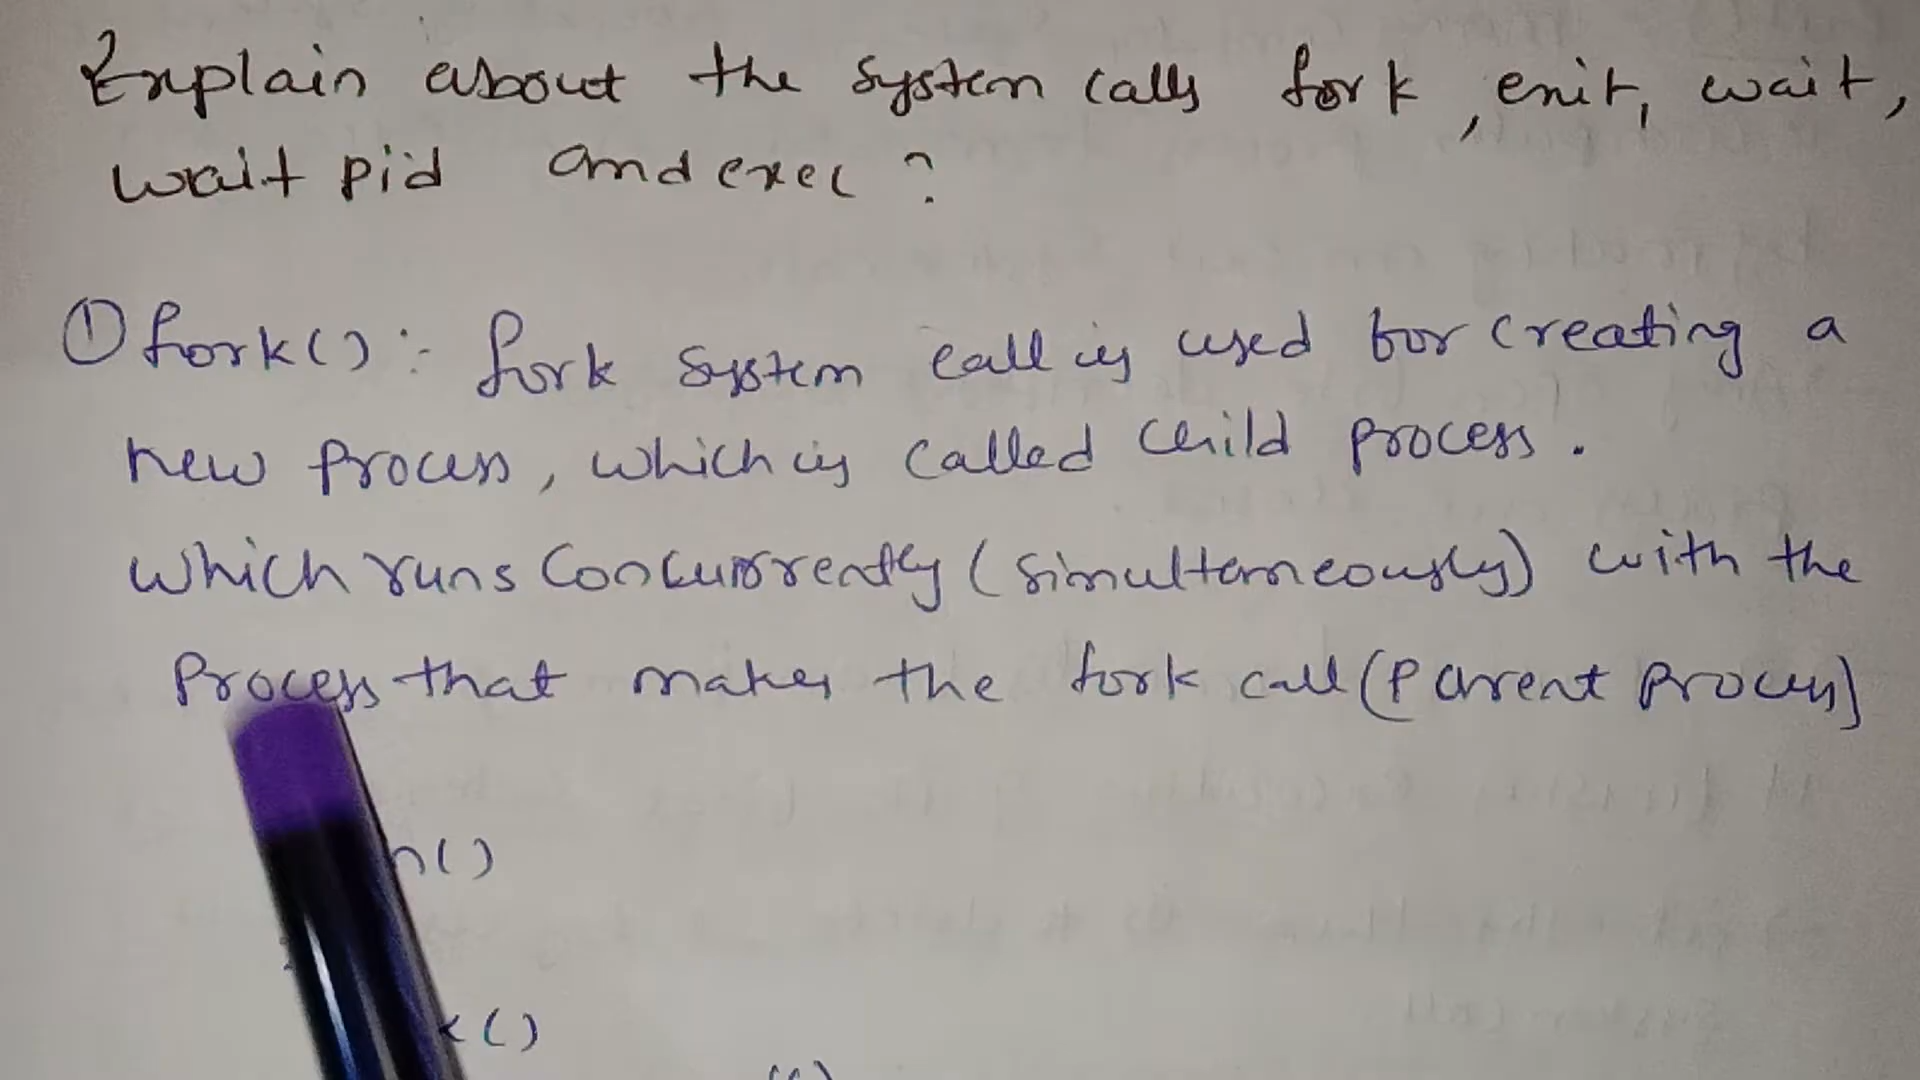 Explain about the system calls fork, exit, wait,
wait pid and exec ?
① fork() :- fork system call is used for creating a
new process, which is called child process.
which runs concurrently (simultaneously) with the
process that makes the fork call (parent process)
n()
k()